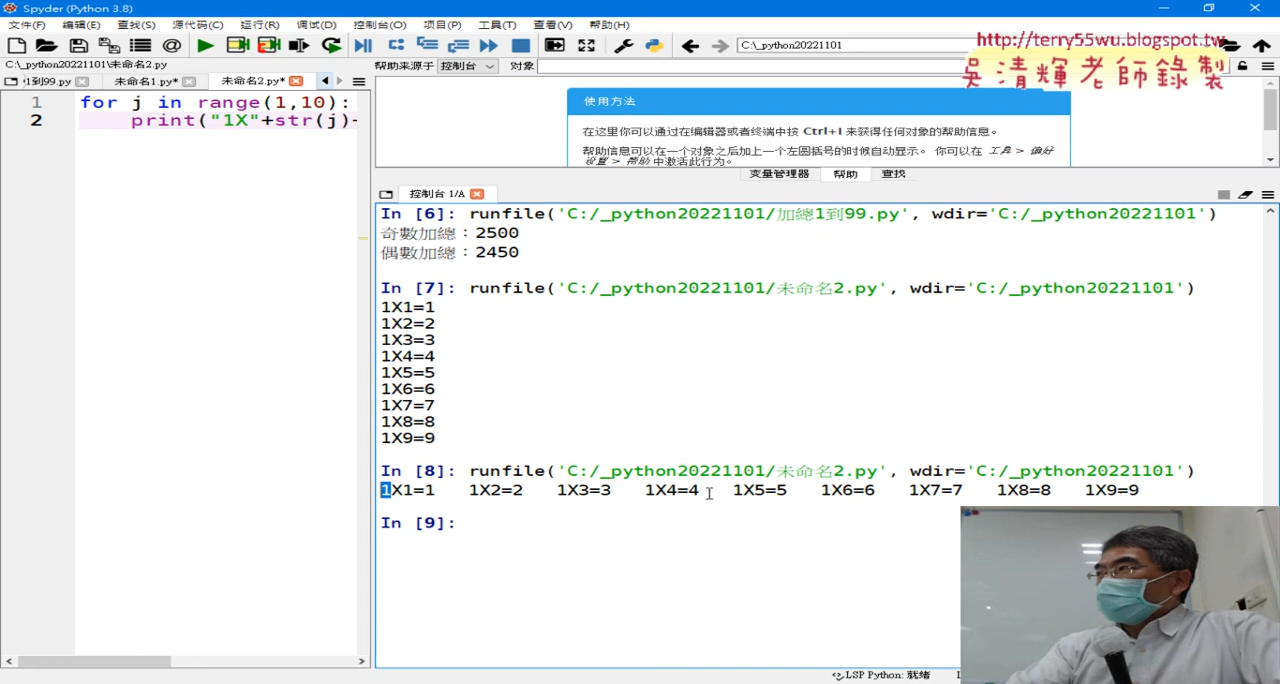 Spyder (Python 3.8)
文件(F) 编辑(E) 查找(S) 源代码(C) 运行(R) 调试(D) 控制台(O) 项目(P) 工具(T) 查看(V) 帮助(H)
C:\_python20221101
http://terry55wu.blogspot.tw
吳清輝老師錄製
C:\_python20221101\未命名2.py
帮助来源于 控制台 对象
1到99.py 未命名1.py* 未命名2.py*
1 for j in range(1,10):
2 print("1X"+str(j)-
使用方法
在这里你可以通过在编辑器或者终端中按 Ctrl+I 来获得任何对象的帮助信息。
帮助信息可以在一个对象之后加上一个左圆括号的时候自动显示。 你可以在 工具 > 偏好
设置 > 帮助 中激活此行为。
变量管理器 帮助 查找
控制台 1/A
In [6]: runfile('C:/_python20221101/加總1到99.py', wdir='C:/_python20221101')
奇數加總：2500
偶數加總：2450
In [7]: runfile('C:/_python20221101/未命名2.py', wdir='C:/_python20221101')
1X1=1
1X2=2
1X3=3
1X4=4
1X5=5
1X6=6
1X7=7
1X8=8
1X9=9
In [8]: runfile('C:/_python20221101/未命名2.py', wdir='C:/_python20221101')
1X1=1 1X2=2 1X3=3 1X4=4 1X5=5 1X6=6 1X7=7 1X8=8 1X9=9
In [9]:
LSP Python: 就绪